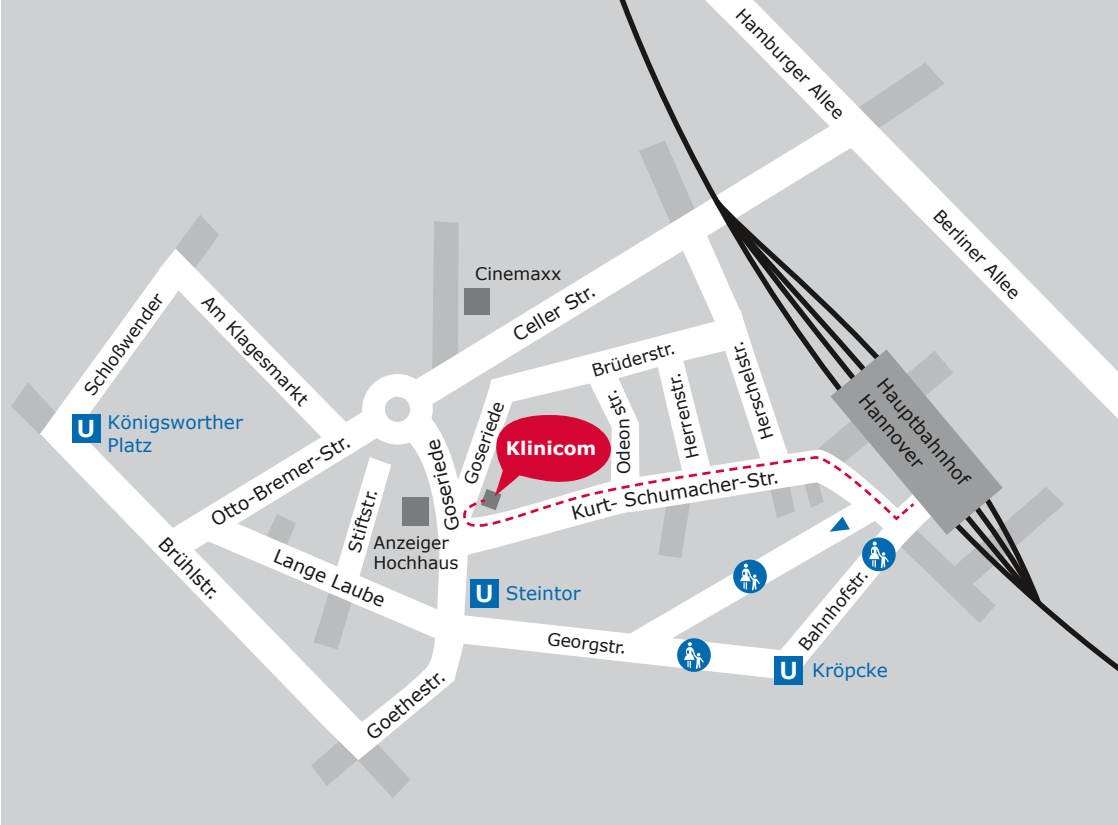 Hamburger Allee
Berliner Allee
Cinemaxx
Celler Str.
Schloßwender
Am Klagesmarkt
Brüderstr.
Herschelstr.
Herrenstr.
Odeon str.
Goseriede
Klinicom
Hauptbahnhof
Hannover
U
Königsworther
Platz
Otto-Bremer-Str.
Goseriede
Kurt- Schumacher-Str.
Stiftstr.
Anzeiger
Hochhaus
Brühlstr.
Lange Laube
U
Steintor
Georgstr.
Bahnhofstr.
U
Kröpcke
Goethestr.